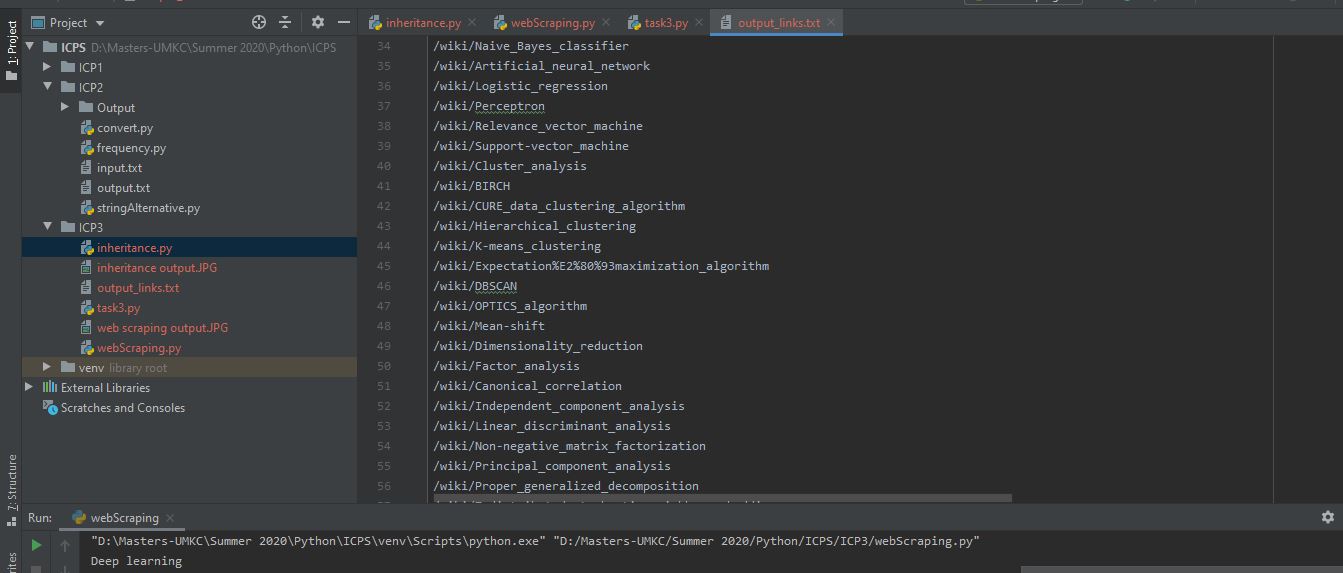 Project
inheritance.py
webScraping.py
task3.py
output_links.txt
1: Project
ICPS D:\Masters-UMKC\Summer 2020\Python\ICPS
ICP1
ICP2
Output
convert.py
frequency.py
input.txt
output.txt
stringAlternative.py
ICP3
inheritance.py
inheritance output.JPG
output_links.txt
task3.py
web scraping output.JPG
webScraping.py
venv library root
External Libraries
Scratches and Consoles
34 /wiki/Naive_Bayes_classifier
35 /wiki/Artificial_neural_network
36 /wiki/Logistic_regression
37 /wiki/Perceptron
38 /wiki/Relevance_vector_machine
39 /wiki/Support-vector_machine
40 /wiki/Cluster_analysis
41 /wiki/BIRCH
42 /wiki/CURE_data_clustering_algorithm
43 /wiki/Hierarchical_clustering
44 /wiki/K-means_clustering
45 /wiki/Expectation%E2%80%93maximization_algorithm
46 /wiki/DBSCAN
47 /wiki/OPTICS_algorithm
48 /wiki/Mean-shift
49 /wiki/Dimensionality_reduction
50 /wiki/Factor_analysis
51 /wiki/Canonical_correlation
52 /wiki/Independent_component_analysis
53 /wiki/Linear_discriminant_analysis
54 /wiki/Non-negative_matrix_factorization
55 /wiki/Principal_component_analysis
56 /wiki/Proper_generalized_decomposition
Z: Structure
Run: webScraping
"D:\Masters-UMKC\Summer 2020\Python\ICPS\venv\Scripts\python.exe" "D:/Masters-UMKC/Summer 2020/Python/ICPS/ICP3/webScraping.py"
Deep learning